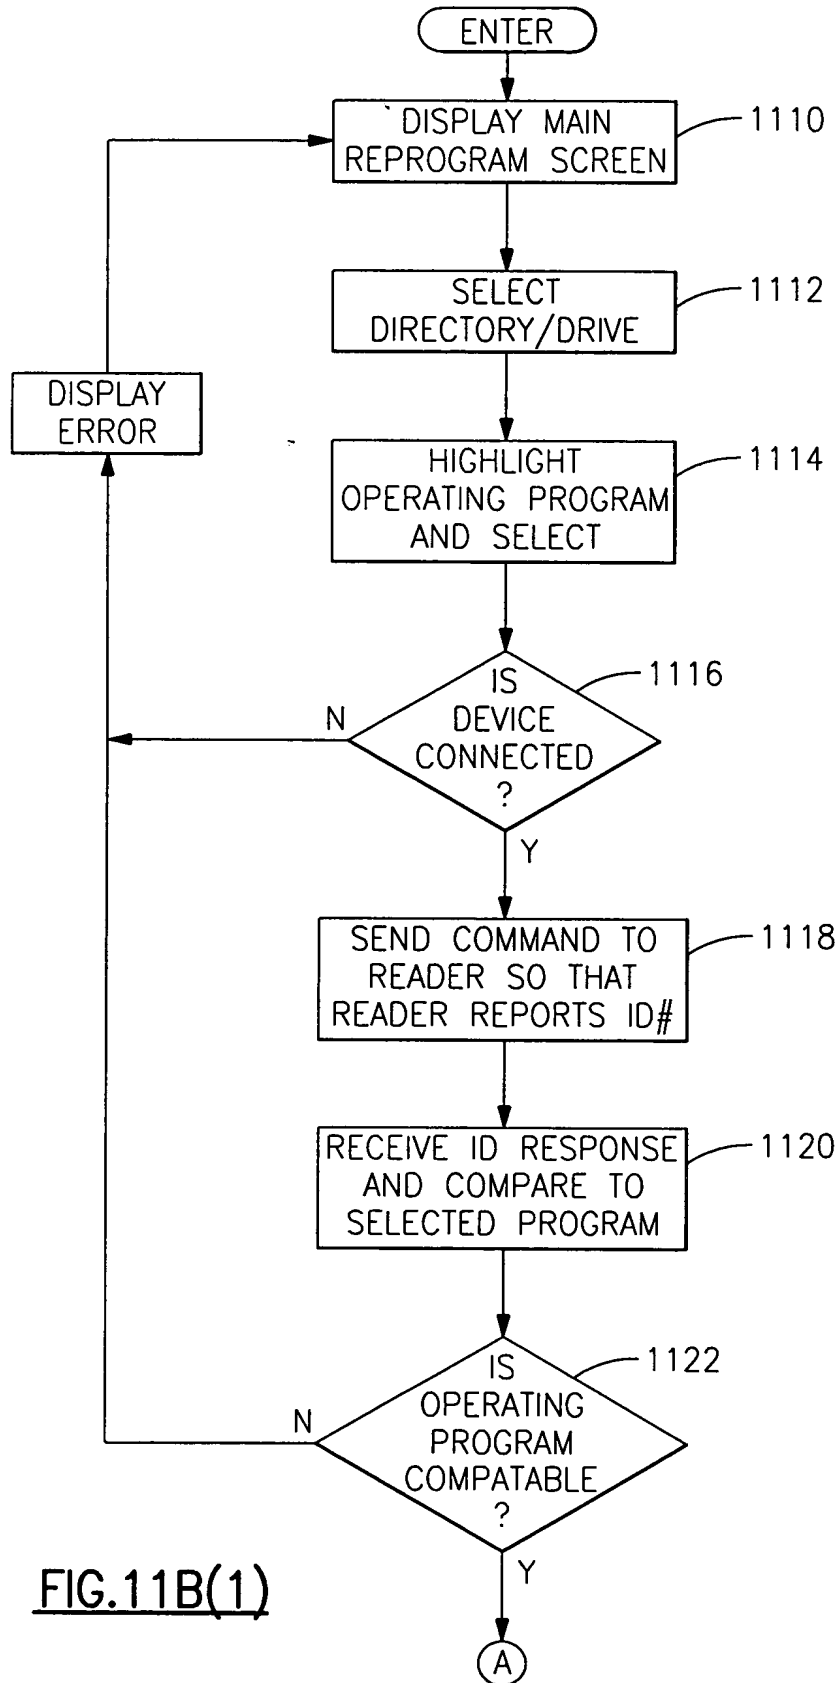 ENTER
DISPLAY MAIN
REPROGRAM SCREEN
1110
SELECT
DIRECTORY/DRIVE
1112
DISPLAY
ERROR
HIGHLIGHT
OPERATING PROGRAM
AND SELECT
1114
IS
DEVICE
CONNECTED
?
1116
N
Y
SEND COMMAND TO
READER SO THAT
READER REPORTS ID#
1118
RECEIVE ID RESPONSE
AND COMPARE TO
SELECTED PROGRAM
1120
IS
OPERATING
PROGRAM
COMPATABLE
?
1122
N
Y
A
FIG.11B(1)